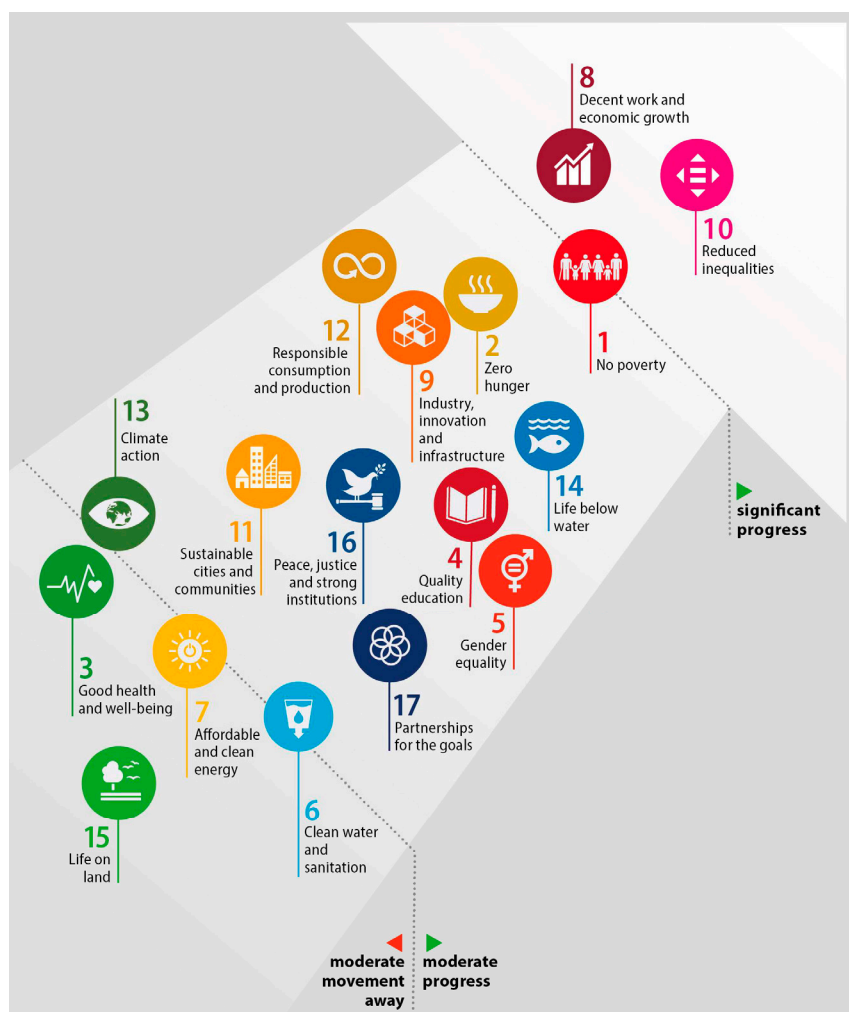 8
Decent work and
economic growth
10
Reduced
inequalities
12
Responsible
consumption
and production
9
Industry,
innovation
and
infrastructure
2
Zero
hunger
1
No poverty
13
Climate
action
11
Sustainable
cities and
communities
16
Peace, justice
and strong
institutions
4
Quality
education
14
Life below
water
significant
progress
5
Gender
equality
3
Good health
and well-being
7
Affordable
and clean
energy
17
Partnerships
for the goals
6
Clean water
and
sanitation
15
Life on
land
moderate
movement
away
moderate
progress